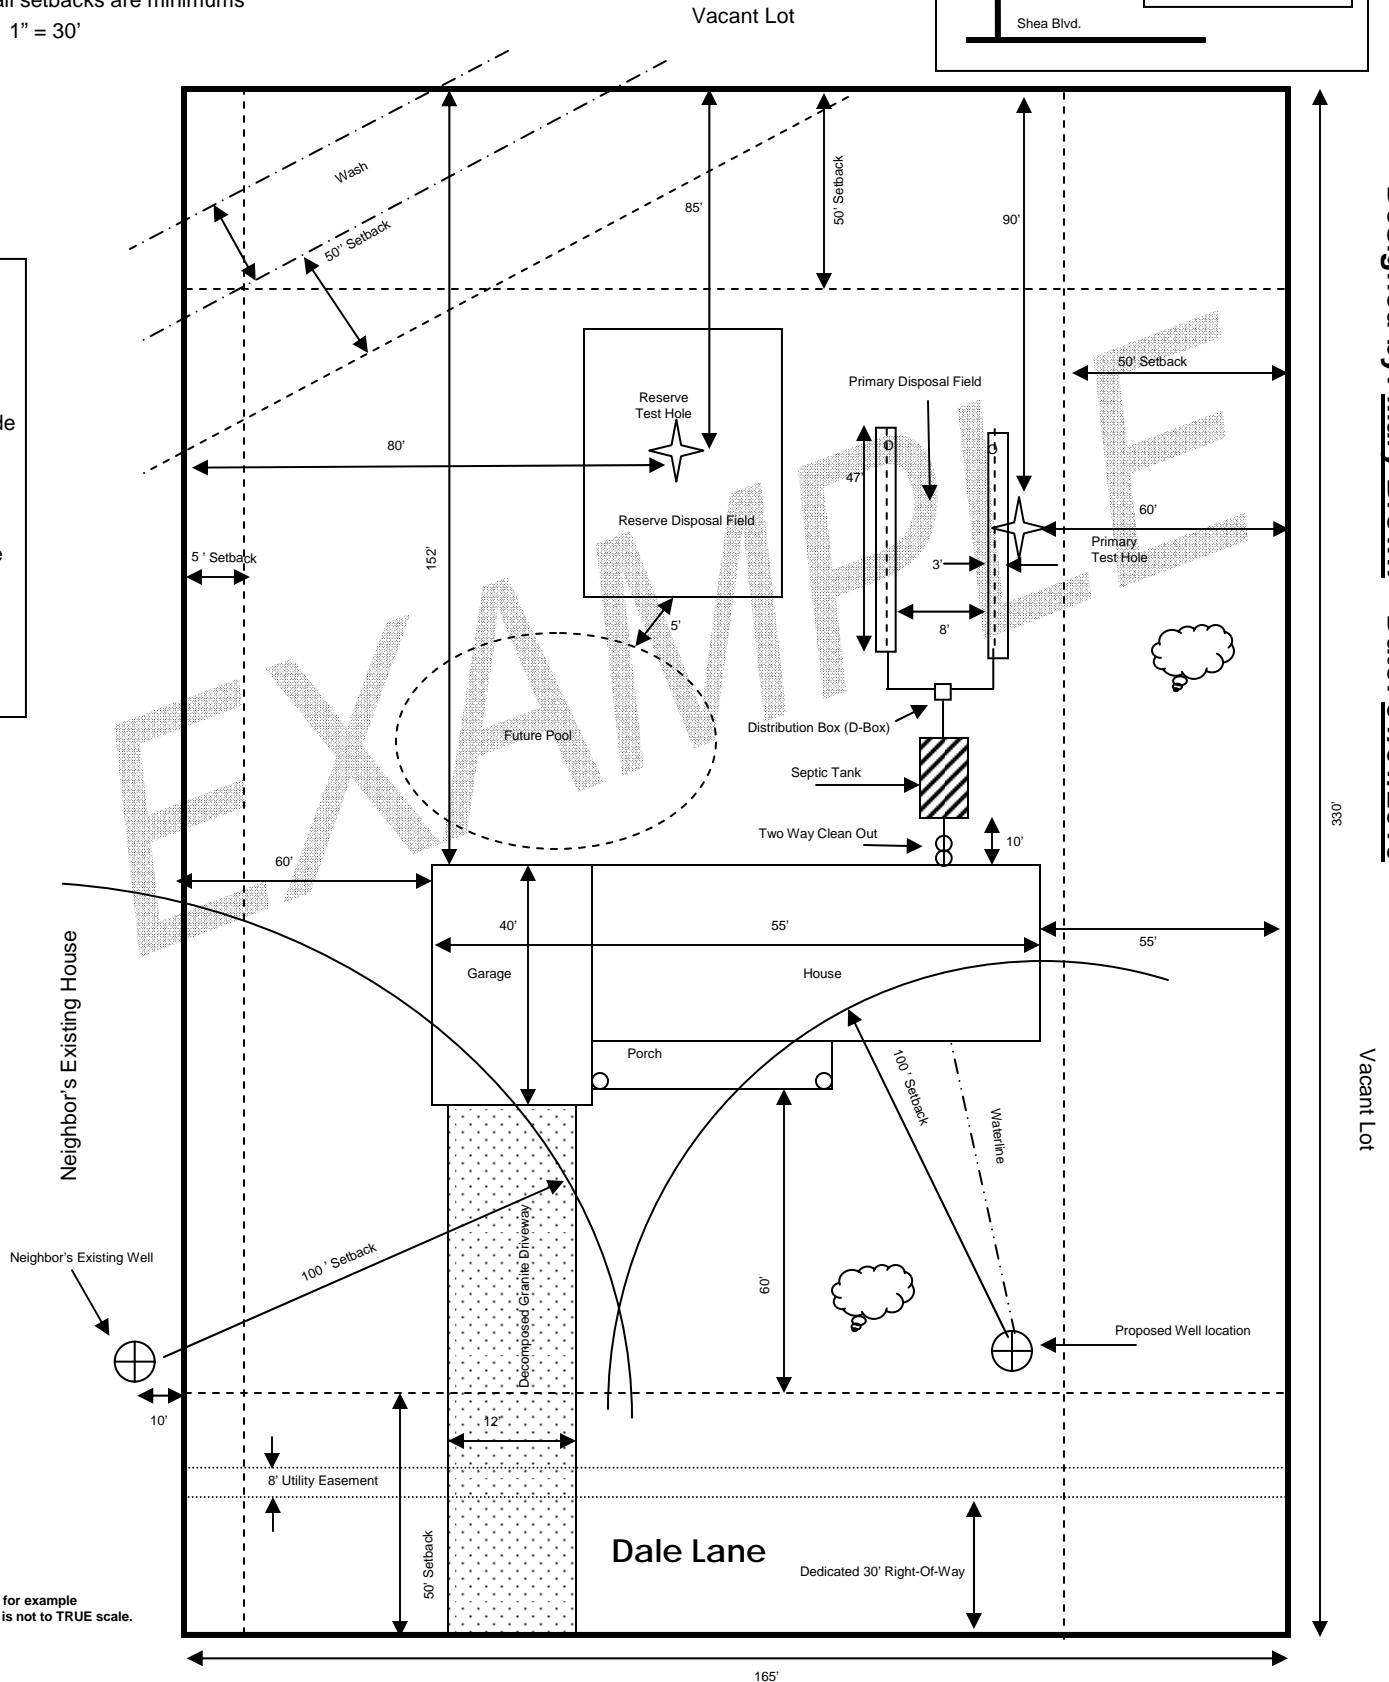 all setbacks are minimums
1” = 30’
Vacant Lot
Shea Blvd.
Wash
50’’ Setback
85’
50’ Setback
90’
de
e
Reserve
Test Hole
Primary Disposal Field
50’ Setback
80’
47’
Reserve Disposal Field
60’
Primary
Test Hole
5 ’ Setback
152’
3’
8’
5’
EXAMPLE
Future Pool
Distribution Box (D-Box)
Septic Tank
Two Way Clean Out
10’
330’
60’
40’
55’
55’
Garage
House
Neighbor’s Existing House
Porch
100 ’ Setback
Waterline
Vacant Lot
Neighbor’s Existing Well
100 ’ Setback
Decomposed Granite Driveway
60’
Proposed Well location
10’
12’
8’ Utility Easement
50’ Setback
Dale Lane
Dedicated 30’ Right-Of-Way
for example
is not to TRUE scale.
165’